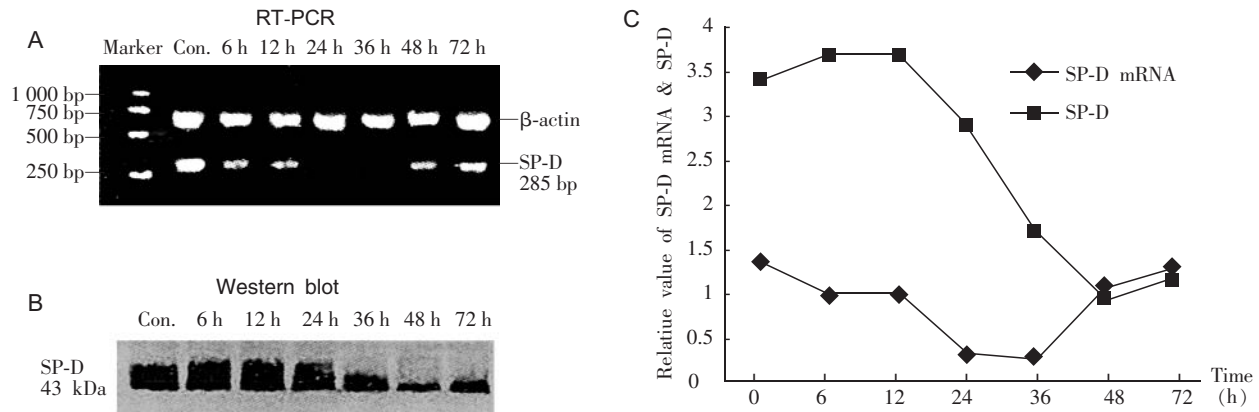 A
RT-PCR
Marker Con. 6 h 12 h 24 h 36 h 48 h 72 h
1 000 bp
750 bp
500 bp
250 bp
β-actin
SP-D
285 bp
B
Western blot
Con. 6 h 12 h 24 h 36 h 48 h 72 h
SP-D
43 kDa
C
Relatiue value of SP-D mRNA & SP-D
4
3.5
3
2.5
2
1.5
1
0.5
0
SP-D mRNA
SP-D
0 6 12 24 36 48 72
Time
(h)